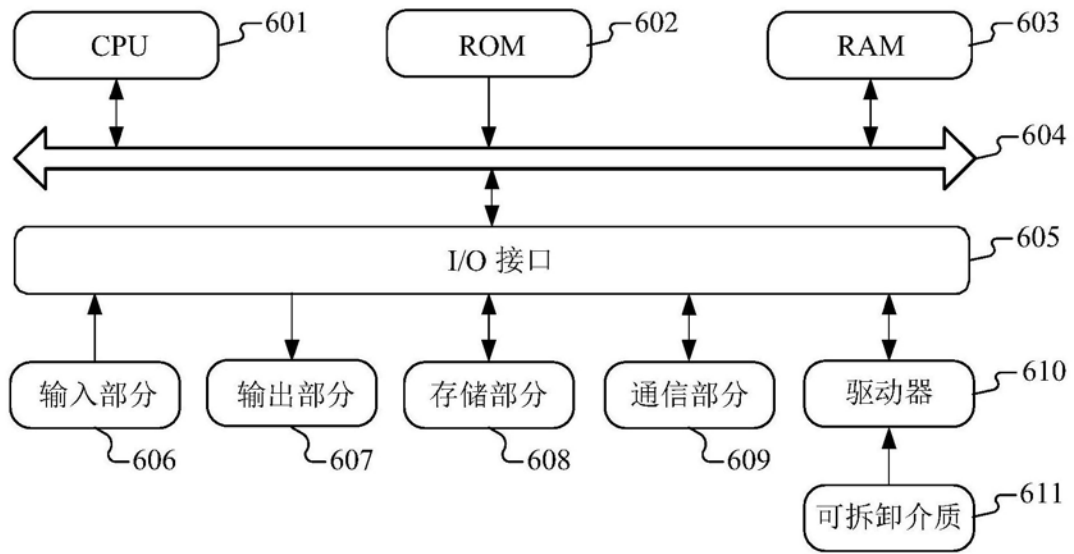 CPU
601
ROM
602
RAM
603
604
I/O 接口
605
输入部分
输出部分
存储部分
通信部分
驱动器
610
606
607
608
609
可拆卸介质
611